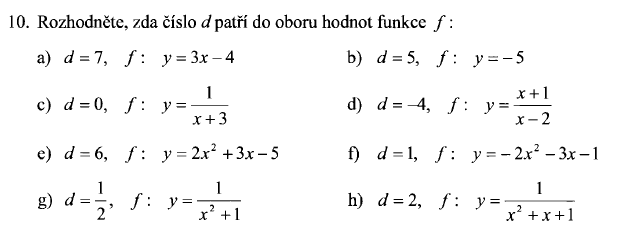 10. Rozhodněte, zda číslo d patří do oboru hodnot funkce f :
a) d = 7, f : y = 3x – 4 b) d = 5, f : y = – 5
c) d = 0, f : y = 1/(x + 3) d) d = –4, f : y = (x + 1)/(x – 2)
e) d = 6, f : y = 2x² + 3x – 5 f) d = 1, f : y = – 2x² – 3x – 1
g) d = 1/2, f : y = 1/(x² + 1) h) d = 2, f : y = 1/(x² + x + 1)